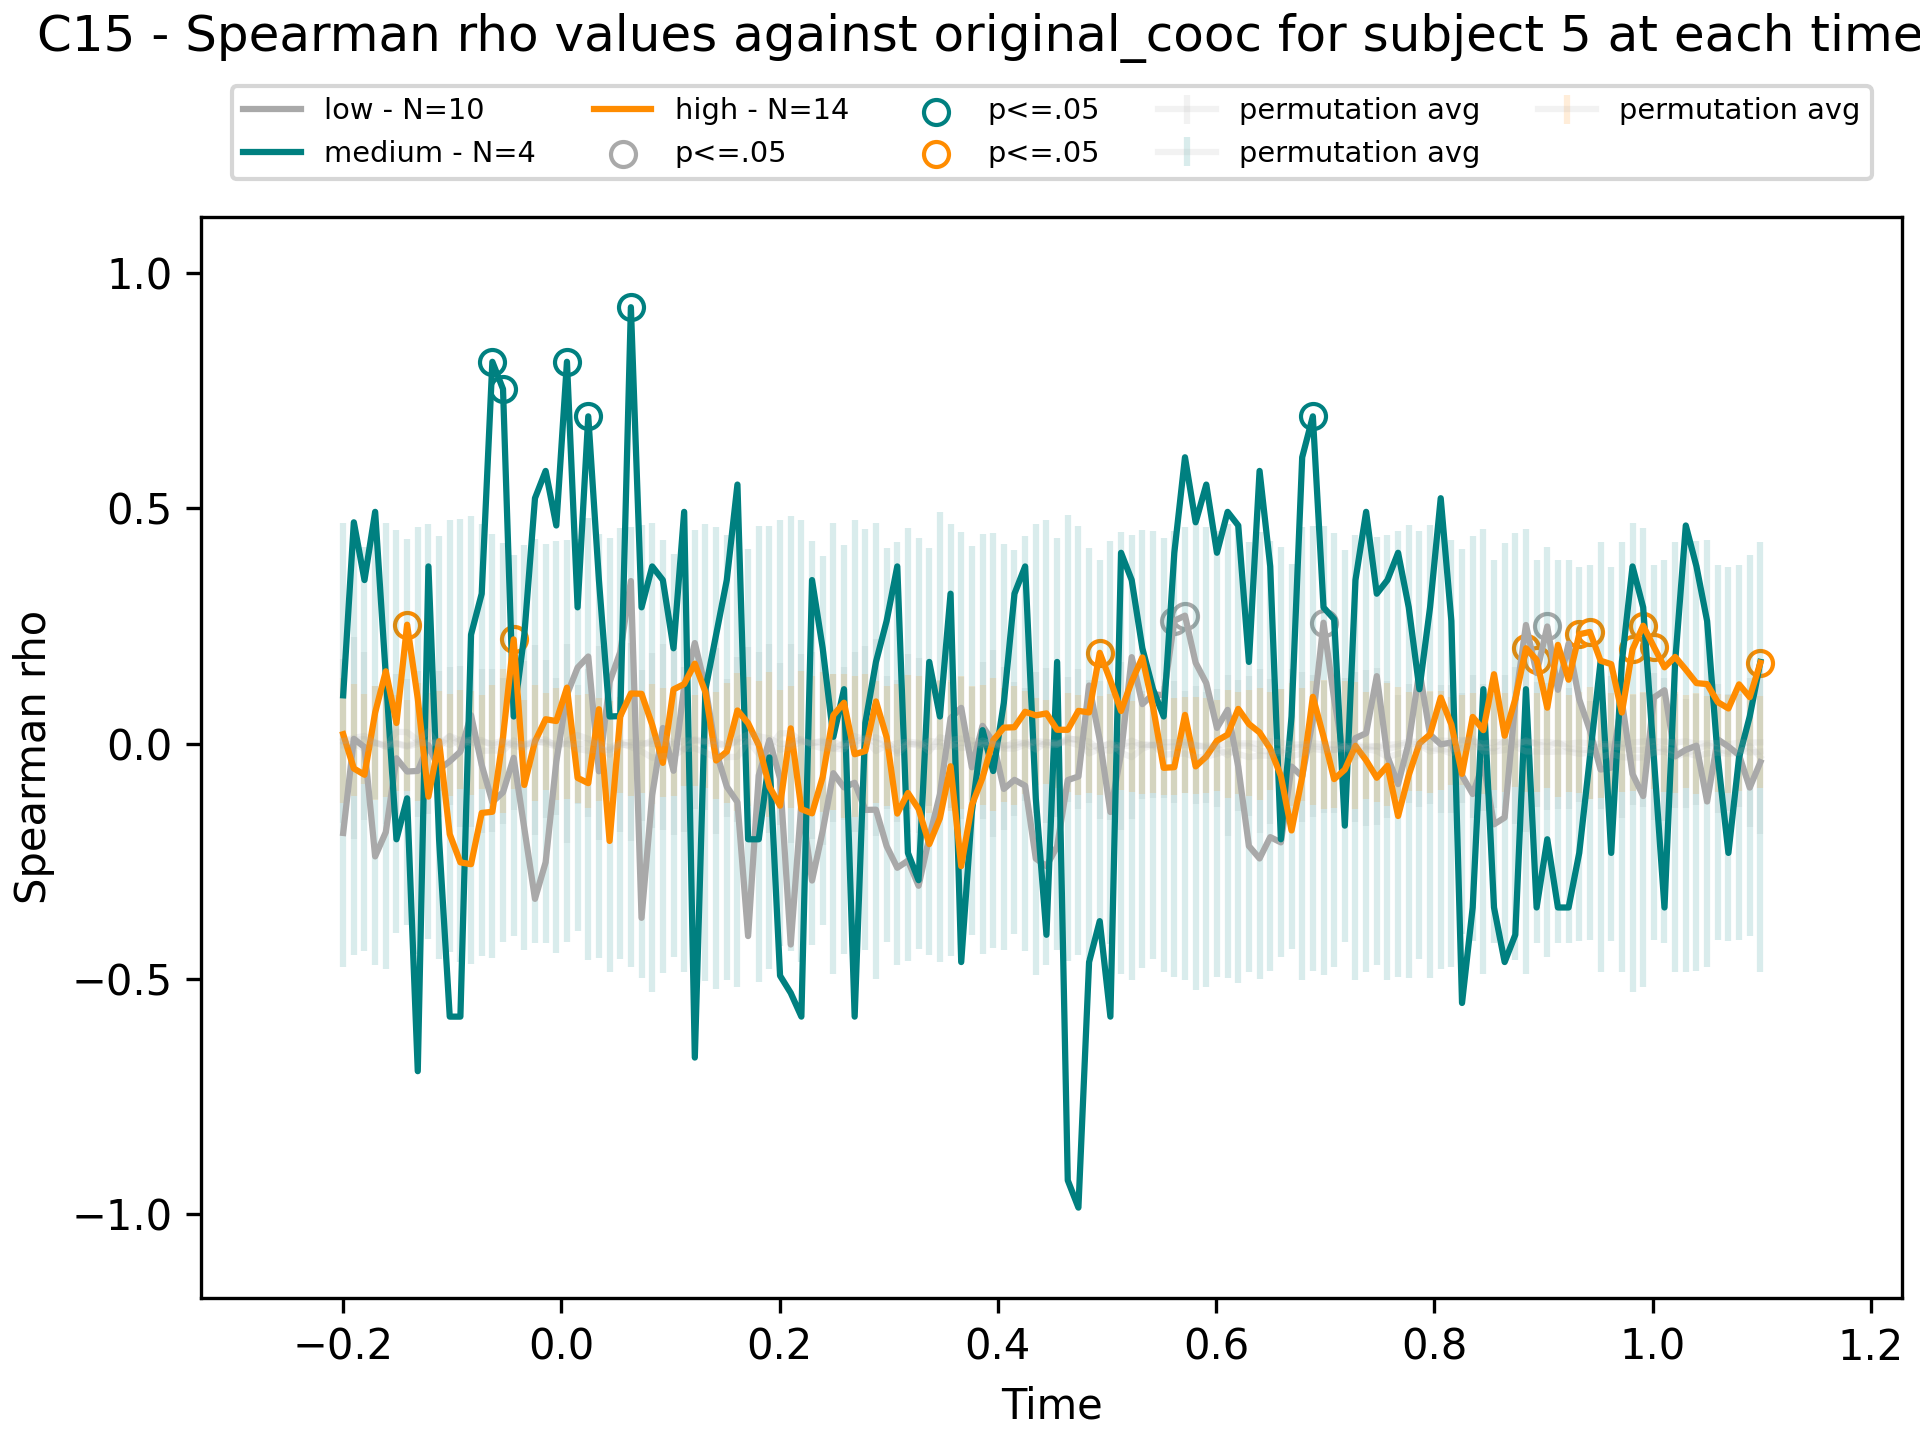 C15 - Spearman rho values against original_cooc for subject 5 at each time
low - N=10
medium - N=4
high - N=14
p<=.05
p<=.05
p<=.05
permutation avg
permutation avg
permutation avg
1.0
0.5
0.0
−0.5
−1.0
Spearman rho
−0.2
0.0
0.2
0.4
0.6
0.8
1.0
1.2
Time